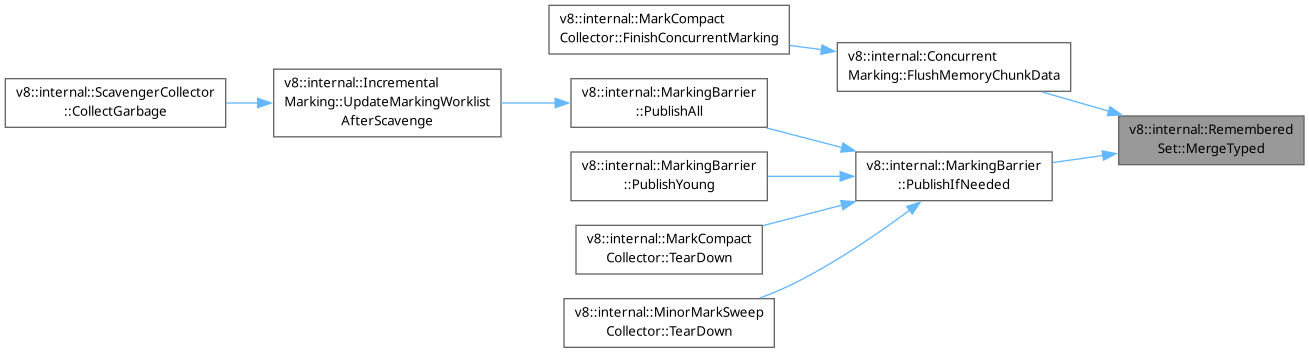 v8::internal::MarkCompact
Collector::FinishConcurrentMarking
v8::internal::Concurrent
Marking::FlushMemoryChunkData
v8::internal::ScavengerCollector
::CollectGarbage
v8::internal::Incremental
Marking::UpdateMarkingWorklist
AfterScavenge
v8::internal::MarkingBarrier
::PublishAll
v8::internal::Remembered
Set::MergeTyped
v8::internal::MarkingBarrier
::PublishYoung
v8::internal::MarkingBarrier
::PublishIfNeeded
v8::internal::MarkCompact
Collector::TearDown
v8::internal::MinorMarkSweep
Collector::TearDown